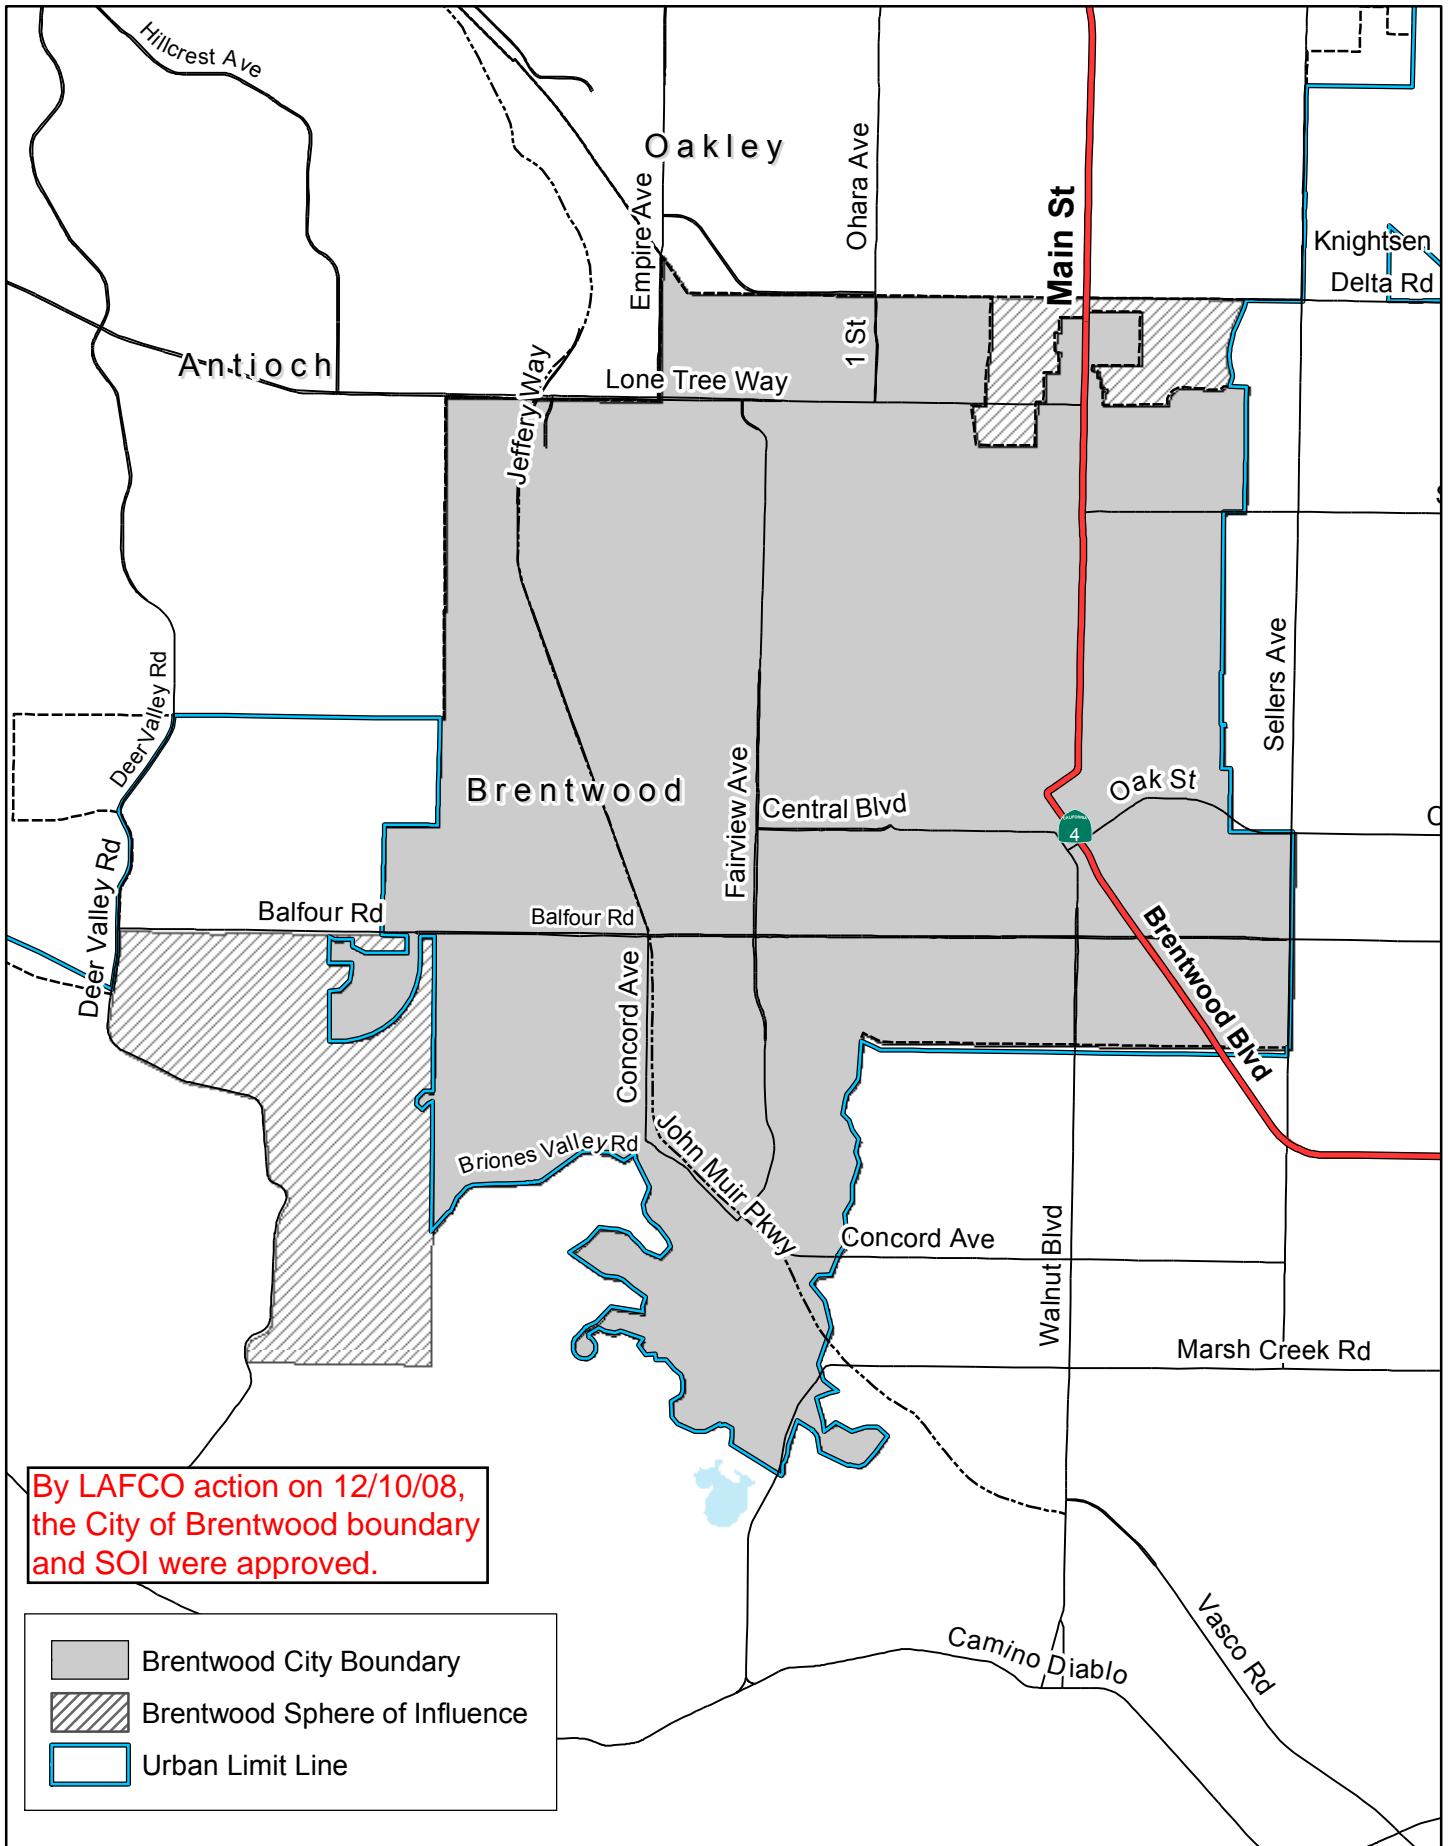 Hillcrest Ave
Oakley
Ohara Ave
Empire Ave
Main St
Knightsen
Delta Rd
1 St
Antioch
Lone Tree Way
Jeffery Way
Sellers Ave
Deer Valley Rd
Brentwood
Fairview Ave
Central Blvd
Oak St
CALIFORNIA
4
Deer Valley Rd
Balfour Rd
Balfour Rd
Brentwood Blvd
Concord Ave
John Muir Pkwy
Briones Valley Rd
Concord Ave
Walnut Blvd
Marsh Creek Rd
By LAFCO action on 12/10/08,
the City of Brentwood boundary
and SOI were approved.
Vasco Rd
Camino Diablo
Brentwood City Boundary
Brentwood Sphere of Influence
Urban Limit Line